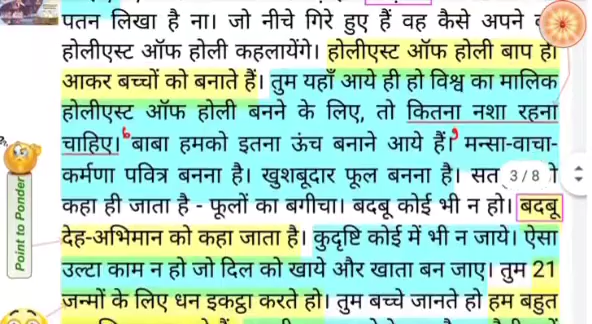 पतन लिखा है ना। जो नीचे गिरे हुए हैं वह कैसे अपने
होलीएस्ट ऑफ होली कहलायेंगे। होलीएस्ट ऑफ होली बाप ही
आकर बच्चों को बनाते हैं। तुम यहाँ आये ही हो विश्व का मालिक
होलीएस्ट ऑफ होली बनने के लिए, तो कितना नशा रहना
चाहिए। बाबा हमको इतना ऊंच बनाने आये हैं। मन्सा-वाचा-
कर्मणा पवित्र बनना है। खुशबूदार फूल बनना है। सत 3/8
कहा ही जाता है - फूलों का बगीचा। बदबू कोई भी न हो। बदबू
देह-अभिमान को कहा जाता है। कुदृष्टि कोई में भी न जाये। ऐसा
उल्टा काम न हो जो दिल को खाये और खाता बन जाए। तुम 21
जन्मों के लिए धन इकट्ठा करते हो। तुम बच्चे जानते हो हम बहुत
Point to Ponder